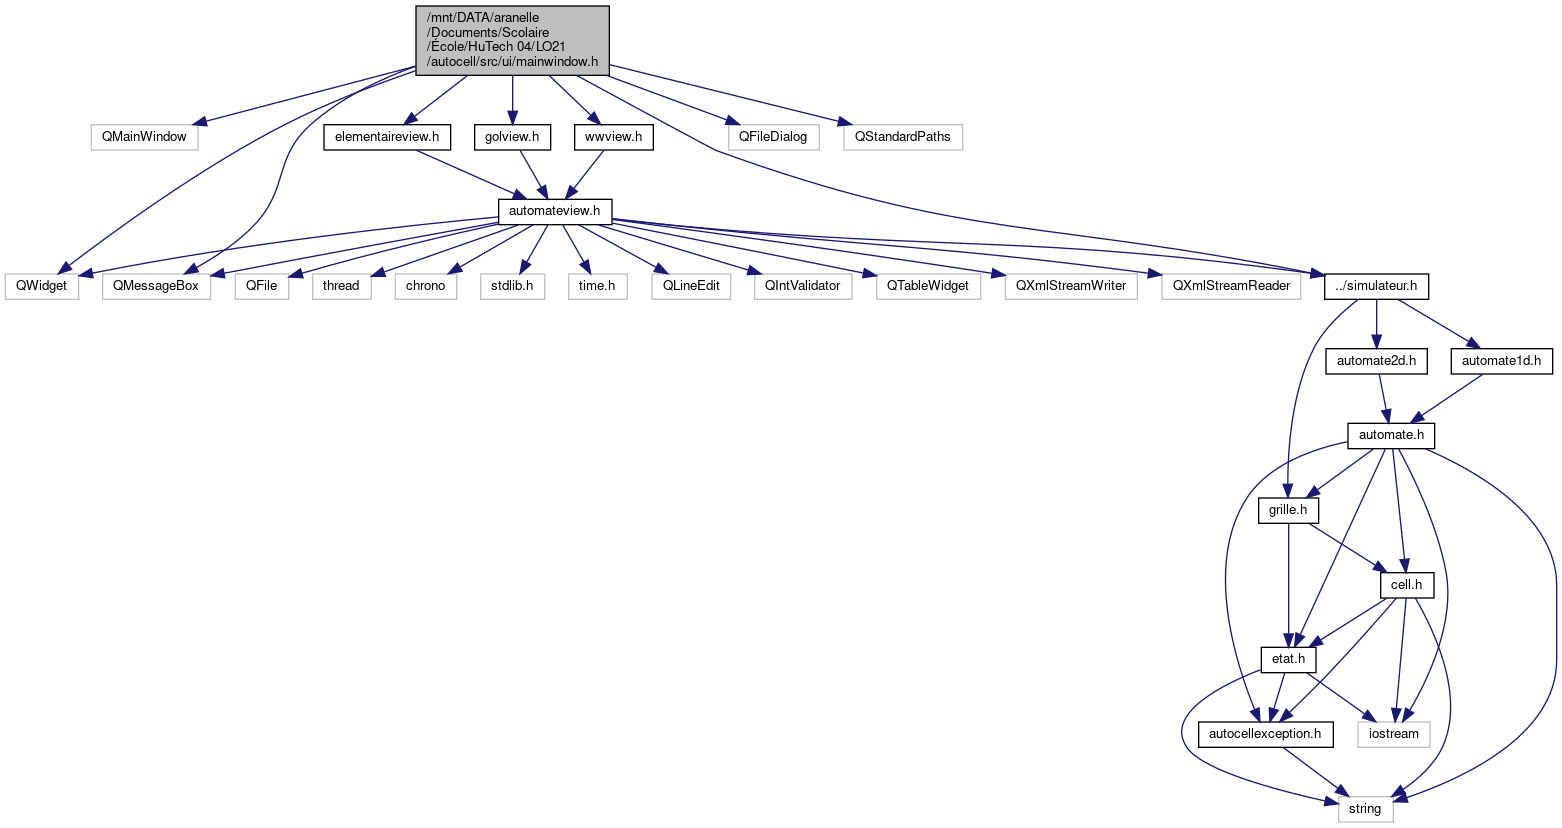 /mnt/DATA/aranelle
/Documents/Scolaire
/École/HuTech 04/LO21
/autocell/src/ui/mainwindow.h
QMainWindow
elementaireview.h
golview.h
wwview.h
QFileDialog
QStandardPaths
automateview.h
QWidget
QMessageBox
QFile
thread
chrono
stdlib.h
time.h
QLineEdit
QIntValidator
QTableWidget
QXmlStreamWriter
QXmlStreamReader
../simulateur.h
automate2d.h
automate1d.h
automate.h
grille.h
cell.h
etat.h
autocellexception.h
iostream
string